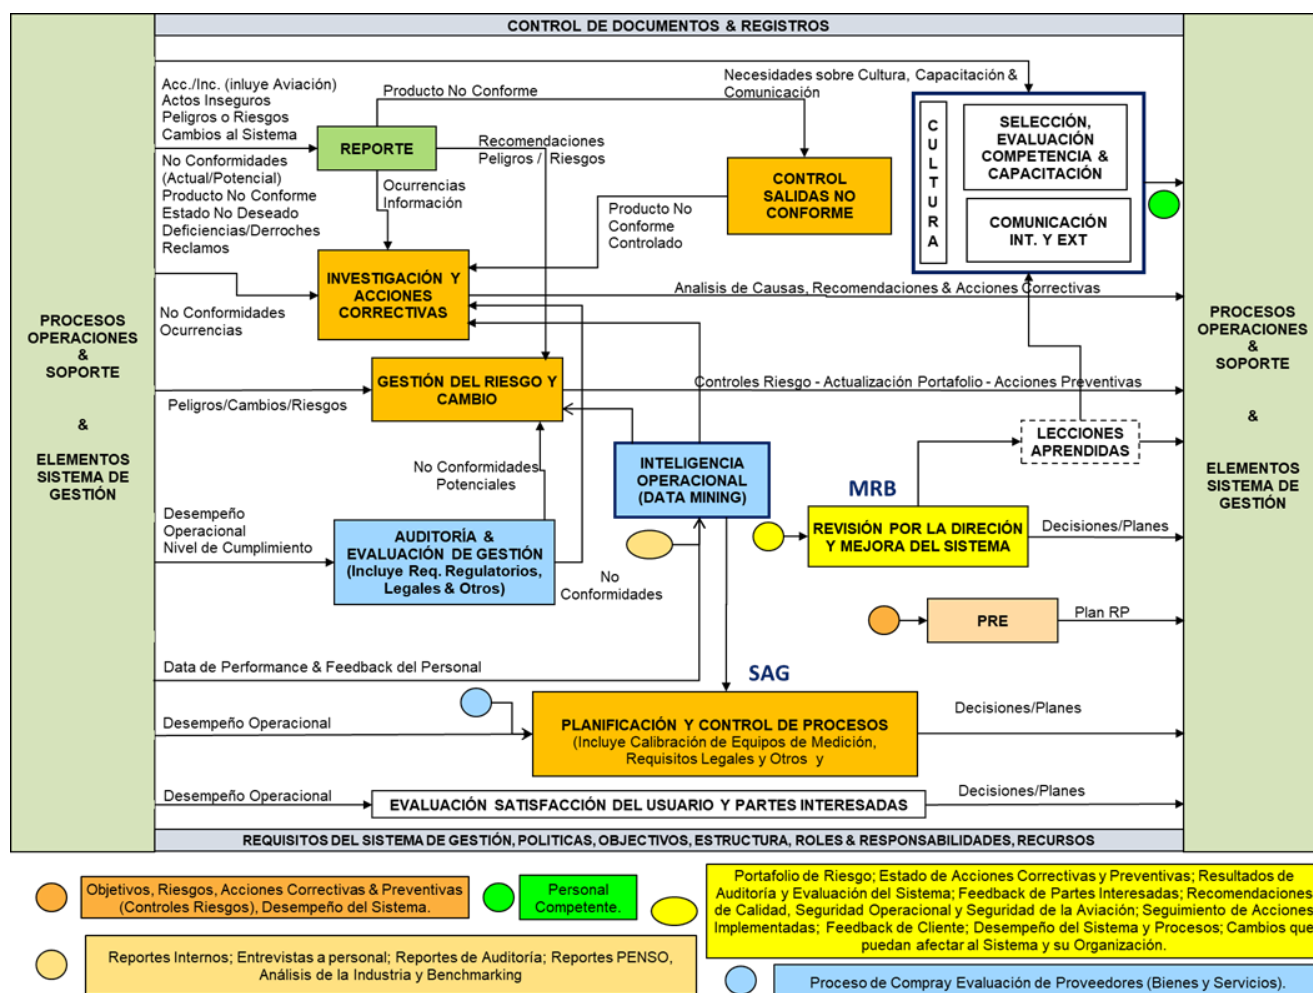 CONTROL DE DOCUMENTOS & REGISTROS
Acc./Inc. (inluye Aviación)
Actos Inseguros
Peligros o Riesgos
Cambios al Sistema
Producto No Conforme
Necesidades sobre Cultura, Capacitación &
Comunicación
REPORTE
Recomendaciones
Peligros / Riesgos
CULTURA
SELECCIÓN,
EVALUACIÓN
COMPETENCIA &
CAPACITACIÓN
COMUNICACIÓN
INT. Y EXT
No Conformidades
(Actual/Potencial)
Producto No Conforme
Estado No Deseado
Deficiencias/Derroches
Reclamos
Ocurrencias
Información
CONTROL
SALIDAS NO
CONFORME
Producto No
Conforme
Controlado
INVESTIGACIÓN Y
ACCIONES
CORRECTIVAS
Analisis de Causas, Recomendaciones & Acciones Correctivas
No Conformidades
Ocurrencias
PROCESOS
OPERACIONES
&
SOPORTE
&
ELEMENTOS
SISTEMA DE
GESTIÓN
PROCESOS
OPERACIONES
&
SOPORTE
&
ELEMENTOS
SISTEMA DE
GESTIÓN
GESTIÓN DEL RIESGO Y
CAMBIO
Controles Riesgo - Actualización Portafolio - Acciones Preventivas
Peligros/Cambios/Riesgos
LECCIONES
APRENDIDAS
No Conformidades
Potenciales
INTELIGENCIA
OPERACIONAL
(DATA MINING)
MRB
Desempeño
Operacional
Nivel de Cumplimiento
AUDITORÍA &
EVALUACIÓN DE GESTIÓN
(Incluye Req. Regulatorios,
Legales & Otros)
REVISIÓN POR LA DIRECIÓN
Y MEJORA DEL SISTEMA
Decisiones/Planes
No
Conformidades
PRE
Plan RP
Data de Performance & Feedback del Personal
SAG
Desempeño Operacional
PLANIFICACIÓN Y CONTROL DE PROCESOS
(Incluye Calibración de Equipos de Medición,
Requisitos Legales y Otros y
Decisiones/Planes
Desempeño Operacional
EVALUACIÓN SATISFACCIÓN DEL USUARIO Y PARTES INTERESADAS
Decisiones/Planes
REQUISITOS DEL SISTEMA DE GESTIÓN, POLITICAS, OBJETIVOS, ESTRUCTURA, ROLES & RESPONSABILIDADES, RECURSOS
Objetivos, Riesgos, Acciones Correctivas & Preventivas
(Controles Riesgos), Desempeño del Sistema.
Personal
Competente.
Portafolio de Riesgo; Estado de Acciones Correctivas y Preventivas; Resultados de
Auditoría y Evaluación del Sistema; Feedback de Partes Interesadas; Recomendaciones
de Calidad, Seguridad Operacional y Seguridad de la Aviación; Seguimiento de Acciones
Implementadas; Feedback de Cliente; Desempeño del Sistema y Procesos; Cambios que
puedan afectar al Sistema y su Organización.
Reportes Internos; Entrevistas a personal; Reportes de Auditoría; Reportes PENSO,
Análisis de la Industria y Benchmarking
Proceso de Compray Evaluación de Proveedores (Bienes y Servicios).